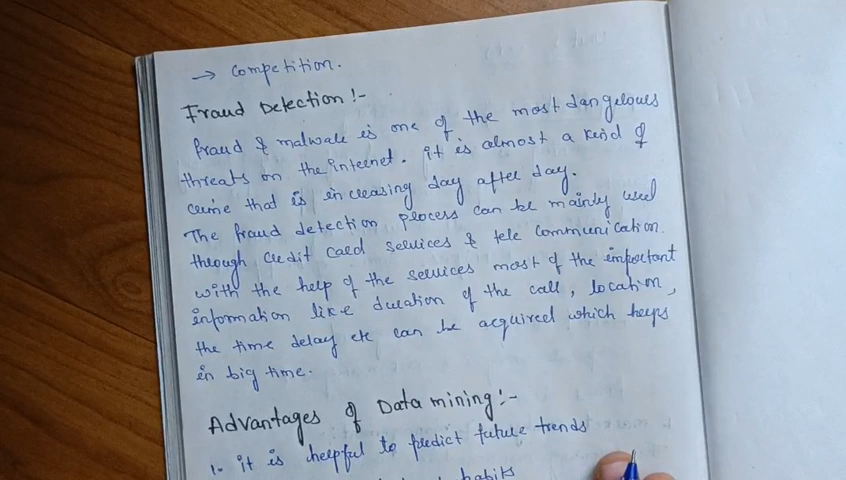 → Competition.
Fraud Detection :-
fraud & malware is one of the most dangerous
threats on the internet. it is almost a kind of
crime that is increasing day after day.
The fraud detection process can be mainly used
through credit card services & tele communication.
with the help of the services most of the important
information like duration of the call, location,
the time delay etc can be acquired which helps
in big time.
Advantages of Data mining :-
1. it is helpful to predict future trends
habits